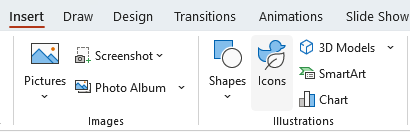 Insert Draw Design Transitions Animations Slide Show
Pictures
Screenshot
Photo Album
Images
Shapes
Icons
3D Models
SmartArt
Chart
Illustrations